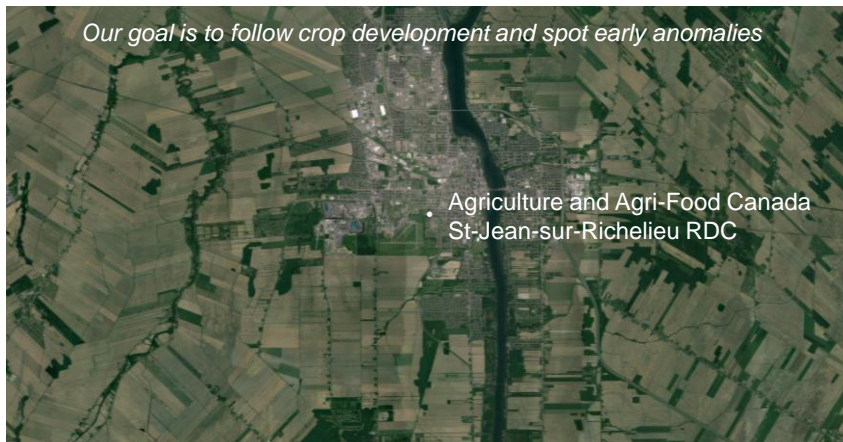 Our goal is to follow crop development and spot early anomalies
Agriculture and Agri-Food Canada
St-Jean-sur-Richelieu RDC